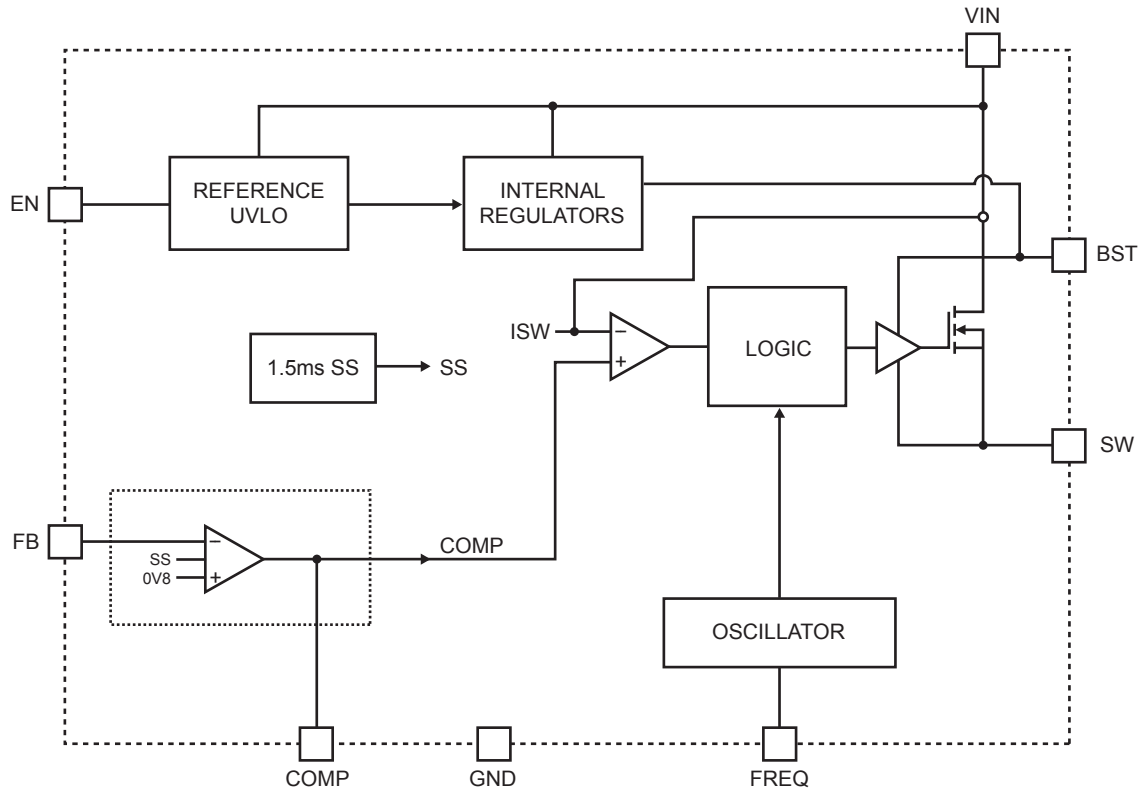 VIN
EN
REFERENCE
UVLO
INTERNAL
REGULATORS
BST
ISW
−
+
LOGIC
1.5ms SS
SS
SW
FB
−
SS
0V8
+
COMP
OSCILLATOR
COMP
GND
FREQ